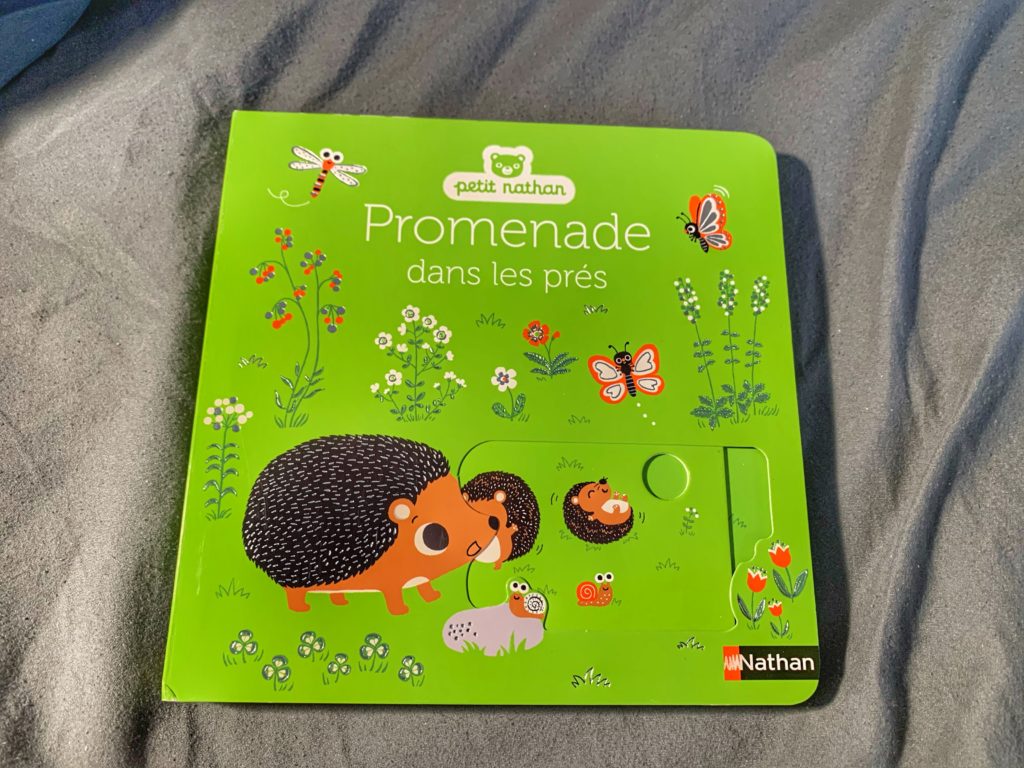 petit nathan
Promenade
dans les prés
Nathan